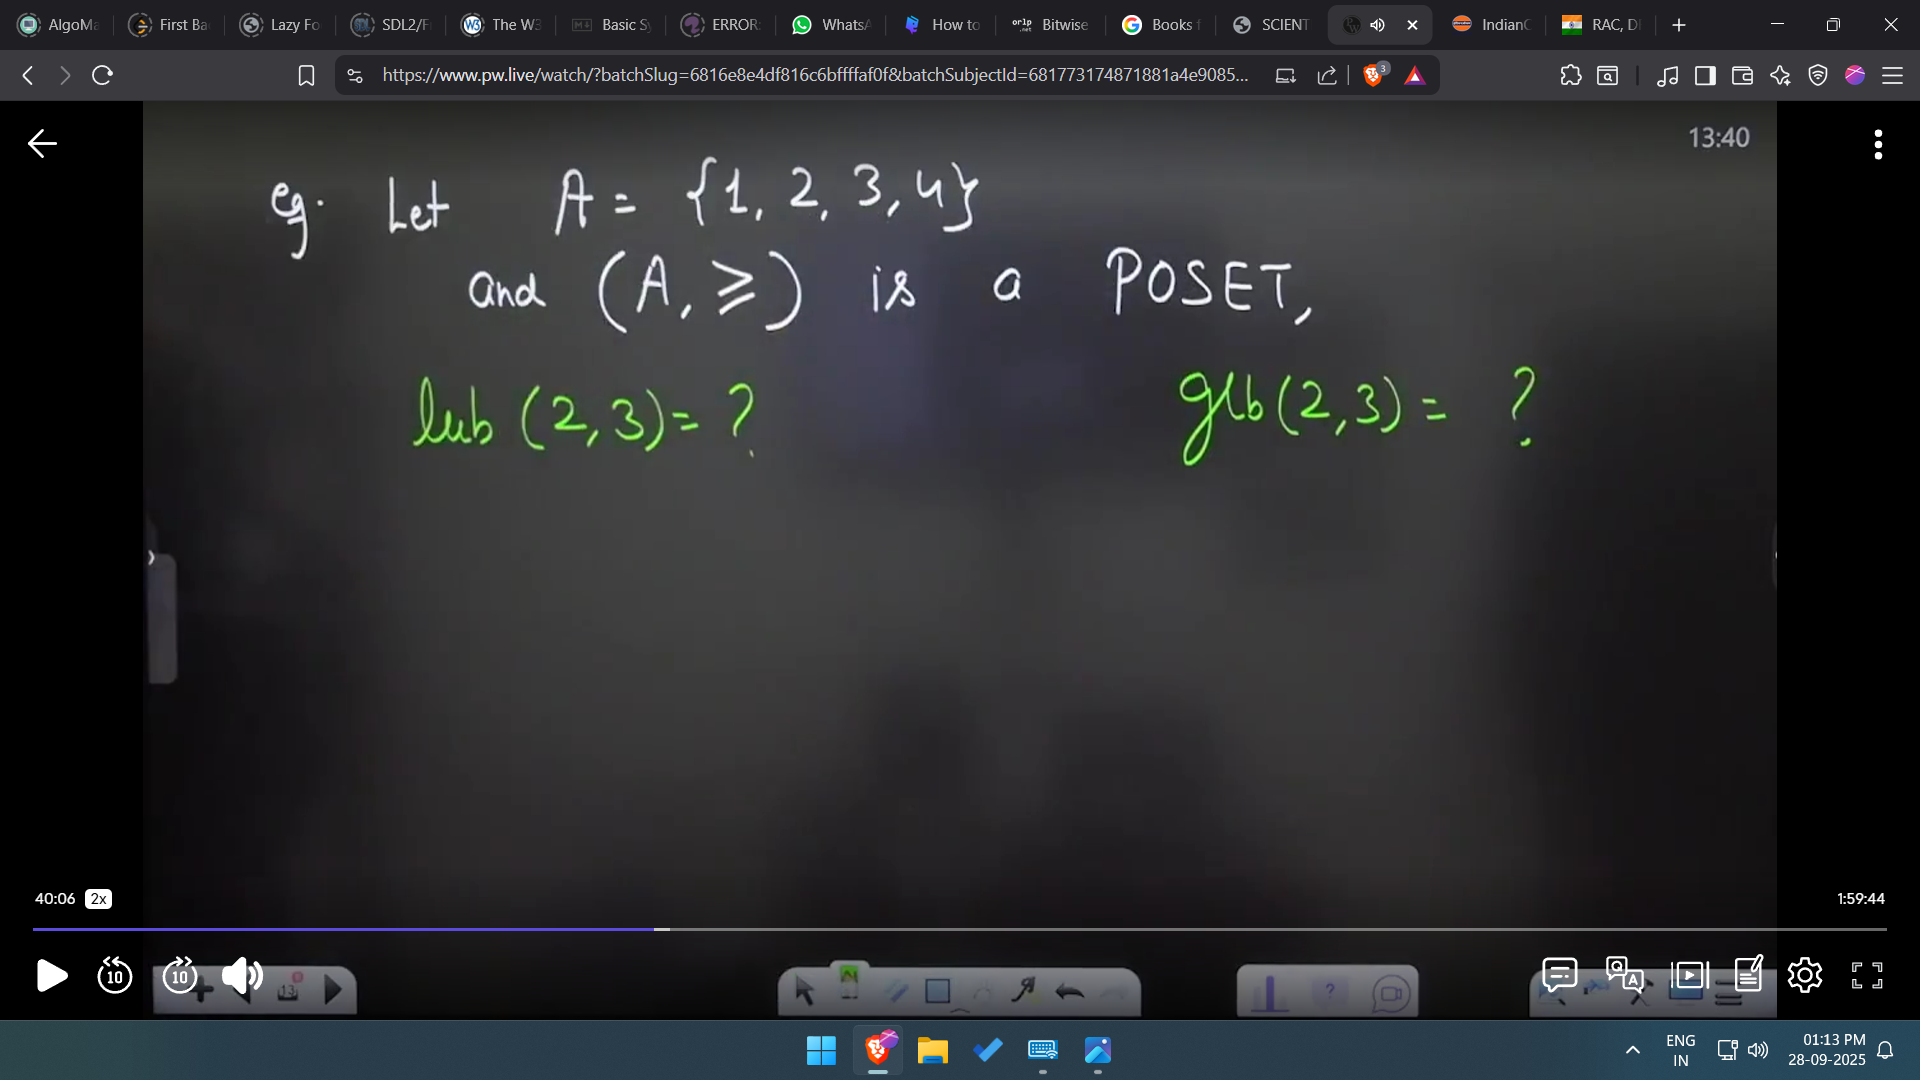 AlgoMa
First Ba
Lazy Fo
SDL2/F
The W3
Basic Sy
ERROR:
WhatsA
How to
Bitwise
Books f
SCIENT
IndianC
RAC, D
https://www.pw.live/watch/?batchSlug=6816e8e4df816c6bffffaf0f&batchSubjectId=681773174871881a4e9085...
3
13:40
eg. Let A = {1, 2, 3, 4}
and (A, ⩾) is a POSET,
lub (2,3) = ? glb (2,3) = ?
40:06 2x 1:59:44
10 10
13
ENG
IN
01:13 PM
28-09-2025